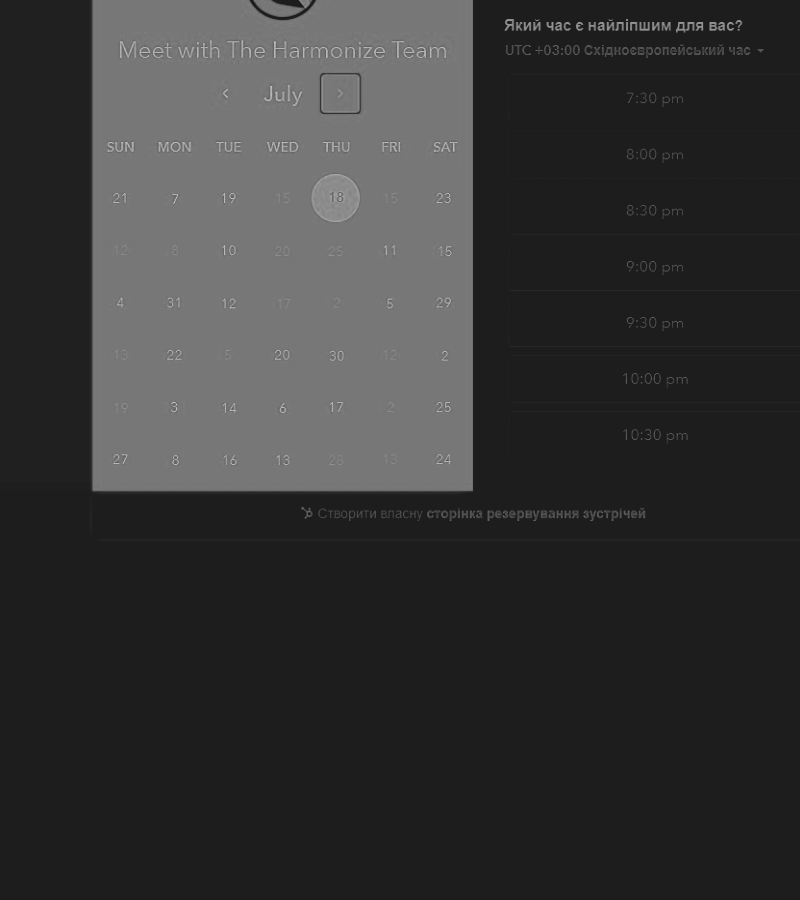 Meet with The Harmonize Team
July
SUN MON TUE WED THU FRI SAT
21 7 19 15 18 15 23
12 8 10 20 25 11 15
4 31 12 17 2 5 29
13 22 5 20 30 12 2
19 3 14 6 17 2 25
27 8 16 13 28 13 24
Який час є найліпшим для вас?
UTC +03:00 Східноєвропейський час
7:30 pm
8:00 pm
8:30 pm
9:00 pm
9:30 pm
10:00 pm
10:30 pm
Створити власну сторінка резервування зустрічей